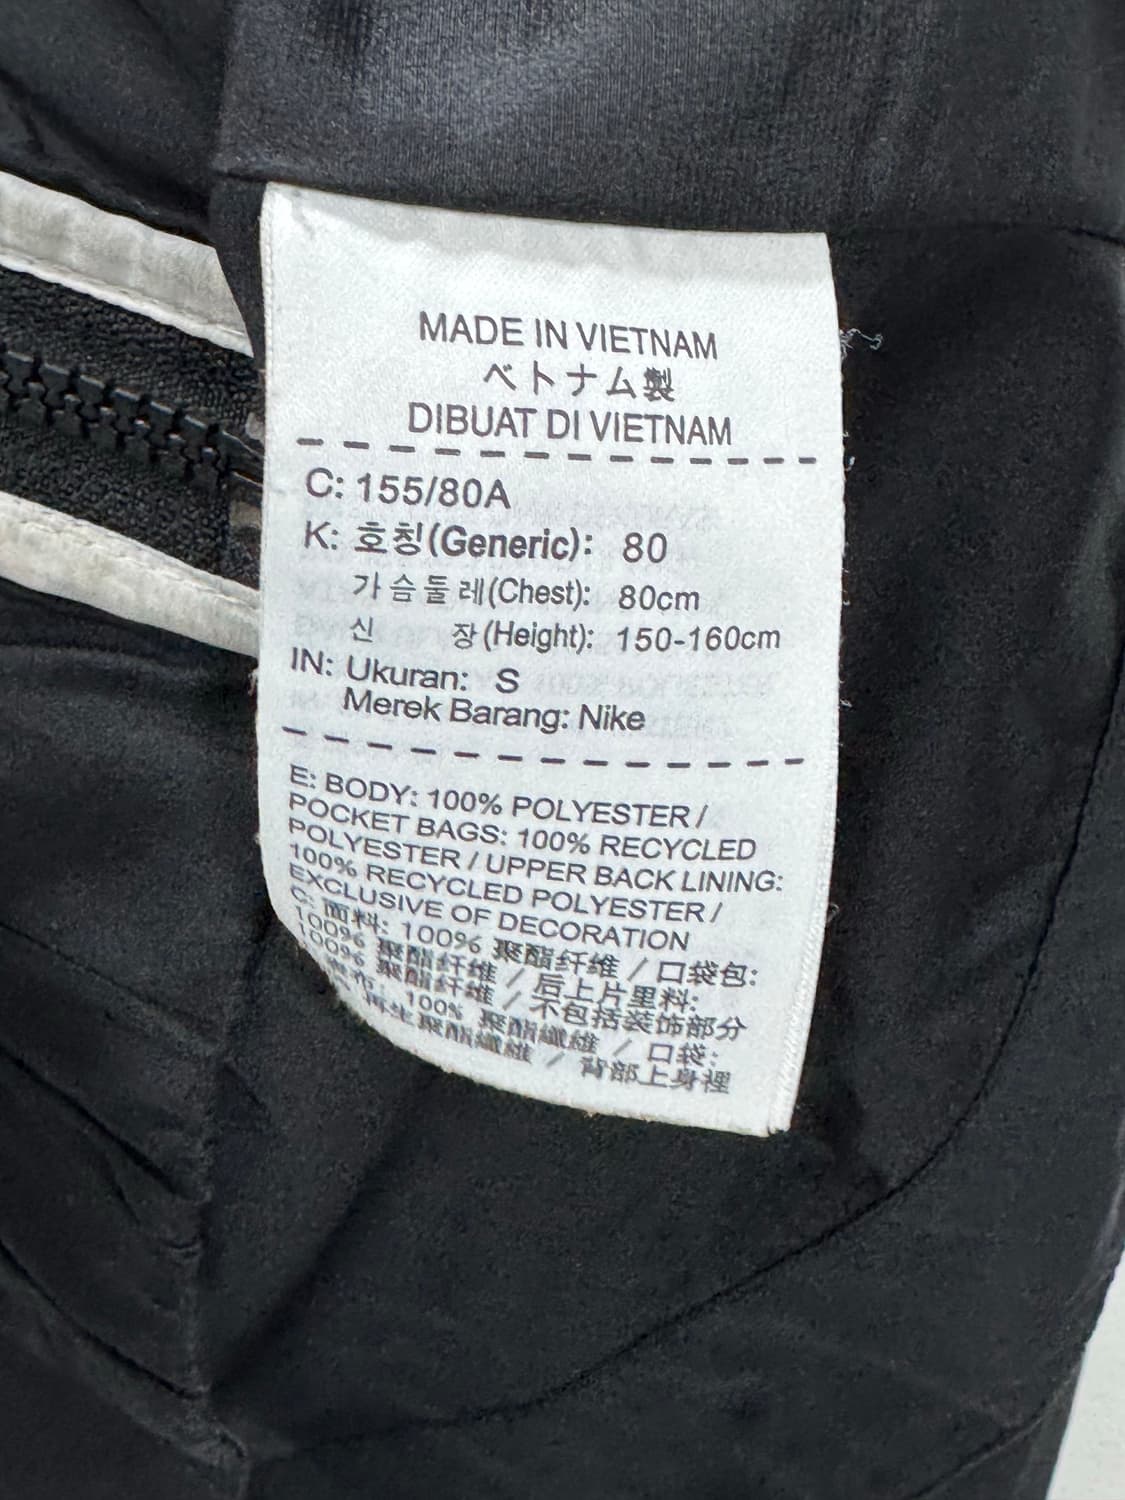 MADE IN VIETNAM
ベトナム製
DIBUAT DI VIETNAM
C: 155/80A
K: 호칭(Generic): 80
가슴둘레(Chest): 80cm
신 장(Height): 150-160cm
IN: Ukuran: S
Merek Barang: Nike
E: BODY: 100% POLYESTER /
POCKET BAGS: 100% RECYCLED
POLYESTER / UPPER BACK LINING:
100% RECYCLED POLYESTER /
EXCLUSIVE OF DECORATION
C: 面料: 100% 聚酯纤维 / 口袋包:
100% 聚酯纤维 / 后上片里料:
100% 聚酯纤维 / 不包括装饰部分
100% 聚酯纖維 / 口袋:
再生聚酯纖維 / 背部上身裡